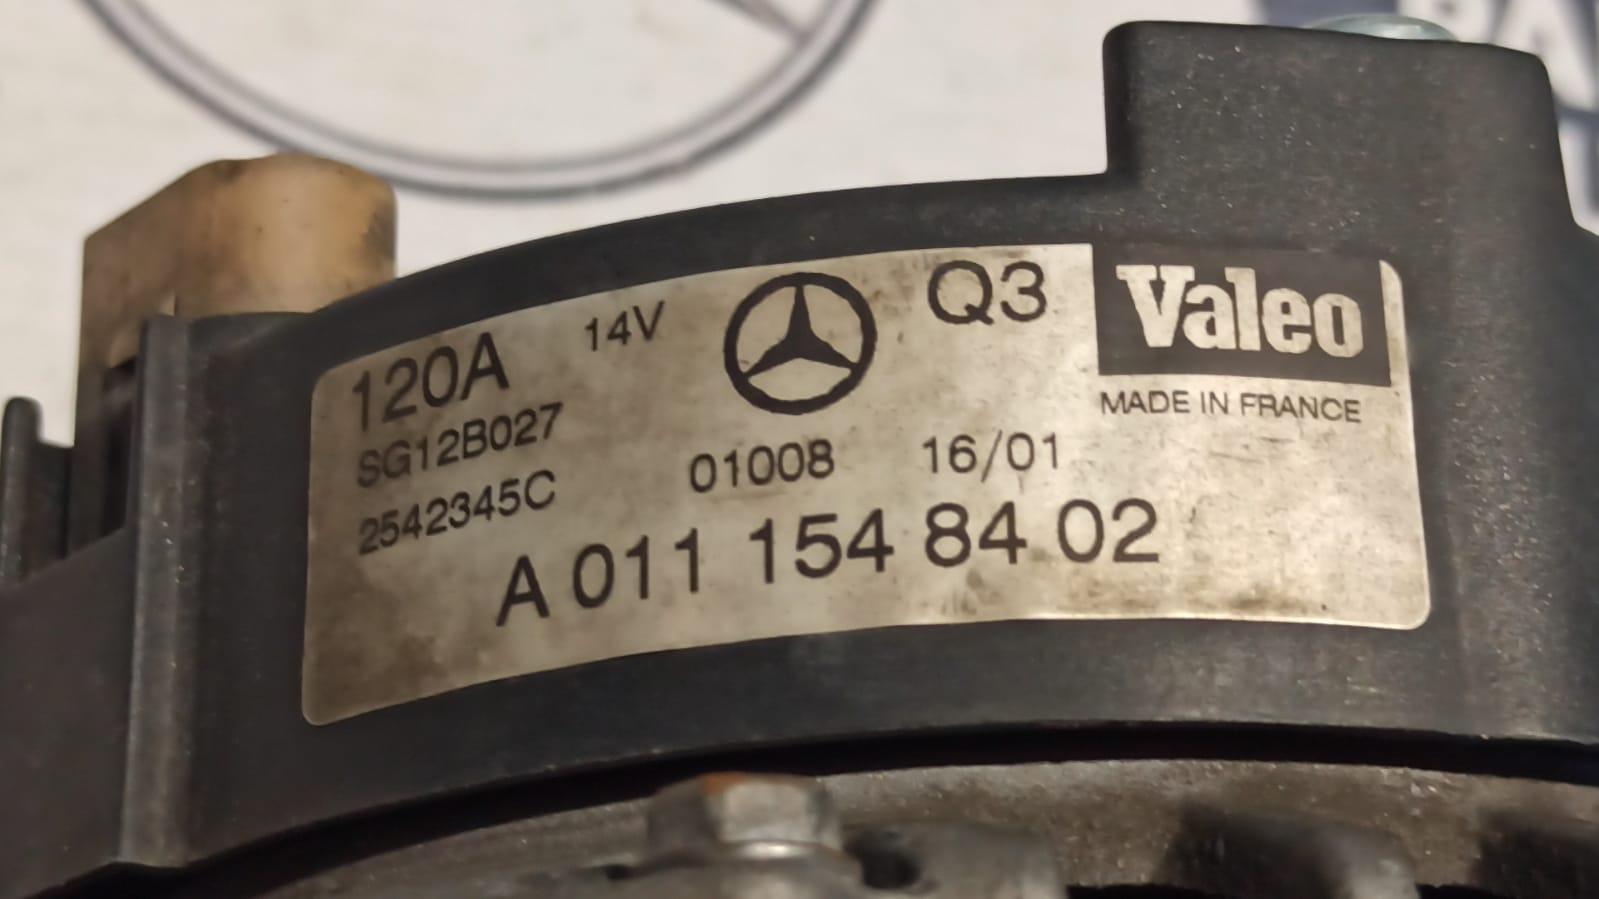 120A 14V Q3 Valeo
MADE IN FRANCE
SG12B027
2542345C 01008 16/01
A 011 154 84 02